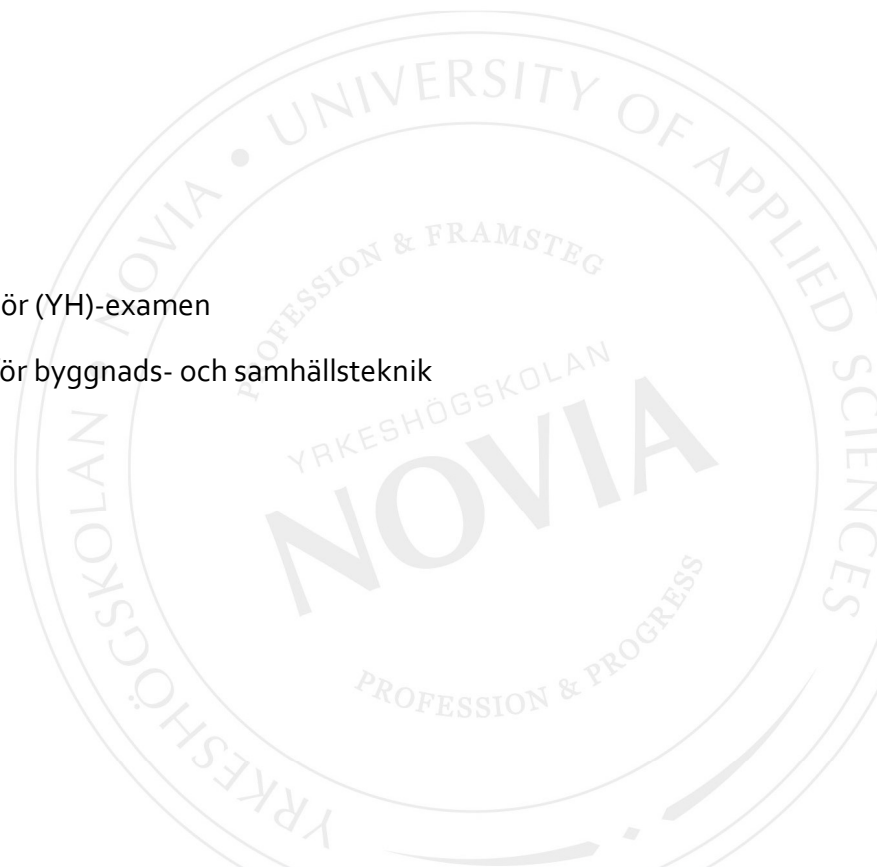 ör (YH)-examen
ör byggnads- och samhällsteknik
YRKESHÖGSKOLAN • NOVIA • UNIVERSITY OF APPLIED SCIENCES
PROFESSION & FRAMSTEG
YRKESHÖGSKOLAN
NOVIA
PROFESSION & PROGRESS